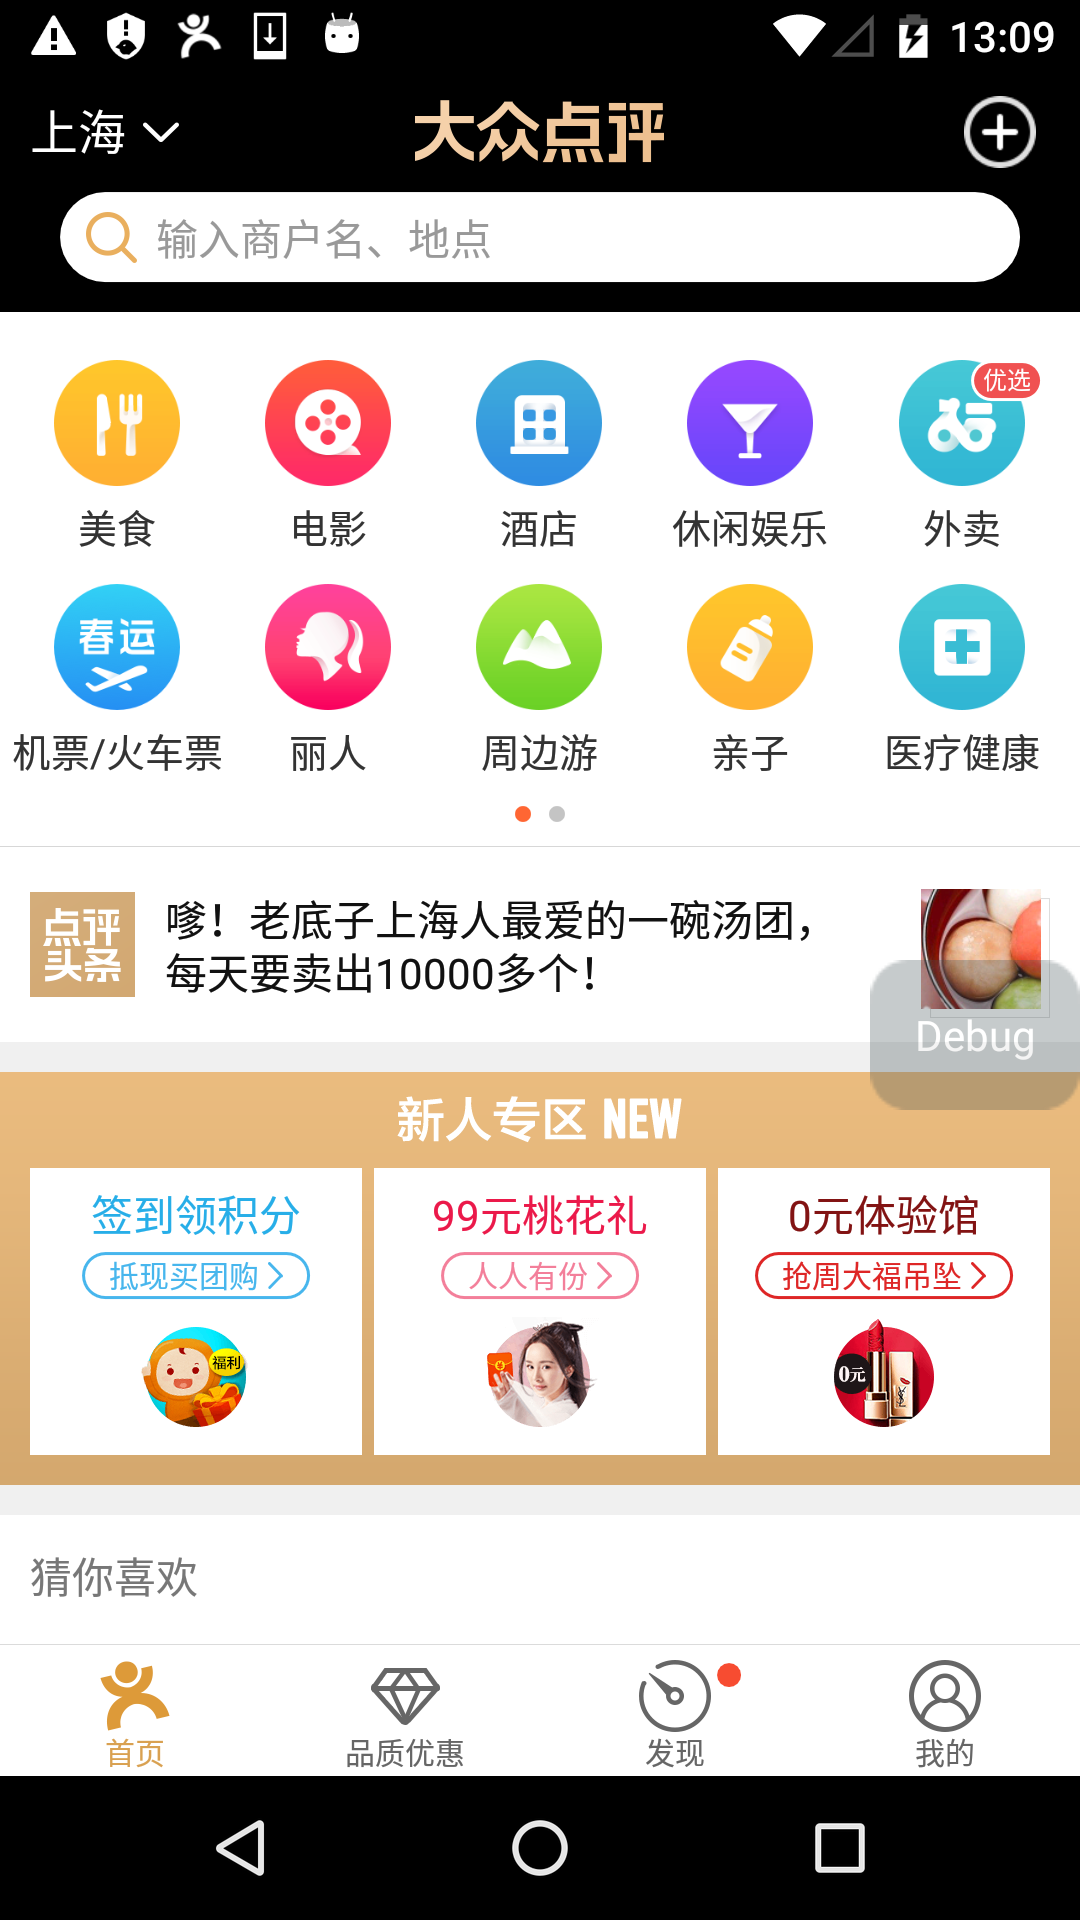 13:09
上海
大众点评
输入商户名、地点
优选
美食
电影
酒店
休闲娱乐
外卖
春运
机票/火车票
丽人
周边游
亲子
医疗健康
点评
头条
嗲！老底子上海人最爱的一碗汤团，
每天要卖出10000多个！
Debug
新人专区 NEW
签到领积分
99元桃花礼
0元体验馆
抵现买团购
人人有份
抢周大福吊坠
福利
0元
猜你喜欢
首页
品质优惠
发现
我的